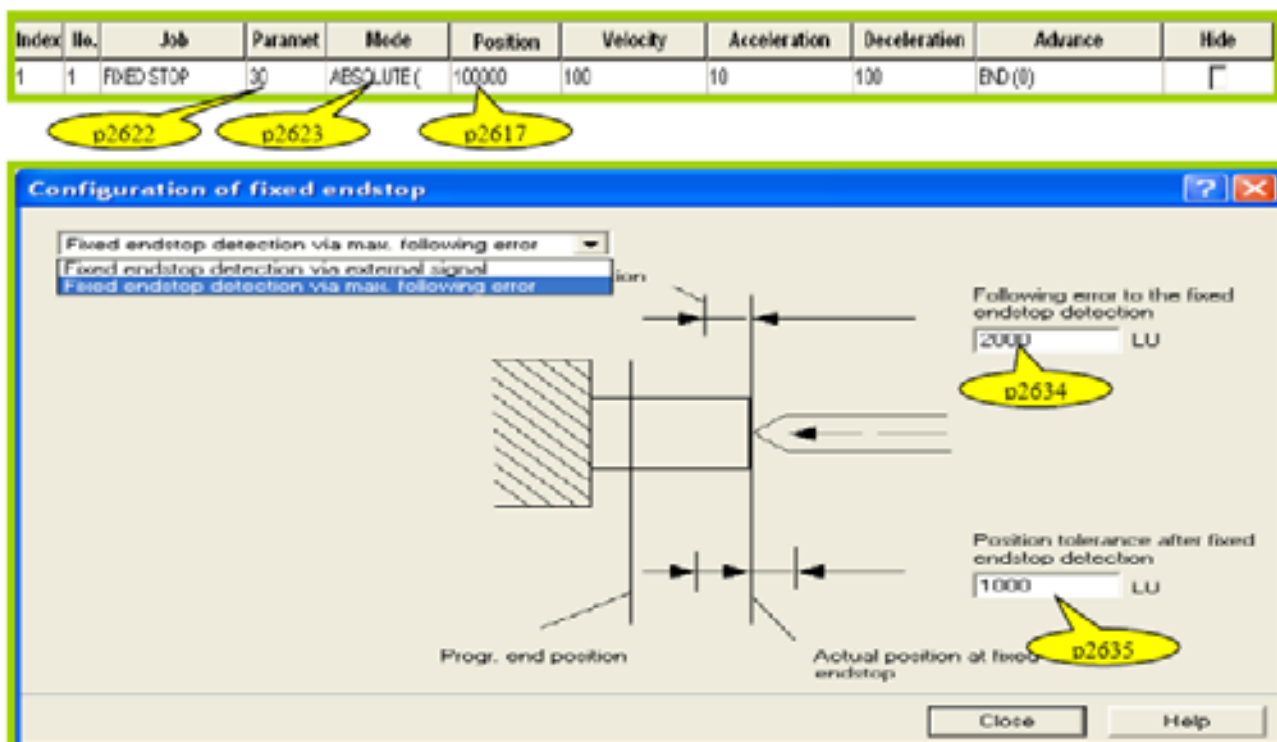 Index No. Job Paramet Mode Position Velocity Acceleration Deceleration Advance Hide
1 1 FIXED STOP 30 ABSOLUTE ( 100000 100 10 100 END (0)
p2622 p2623 p2617
Configuration of fixed endstop
Fixed endstop detection via max. following error
Fixed endstop detection via external signal
Fixed endstop detection via max. following error
ion
Following error to the fixed
endstop detection
2000 LU
p2634
Position tolerance after fixed
endstop detection
1000 LU
p2635
Progr. end position
Actual position at fixed
endstop
Close Help